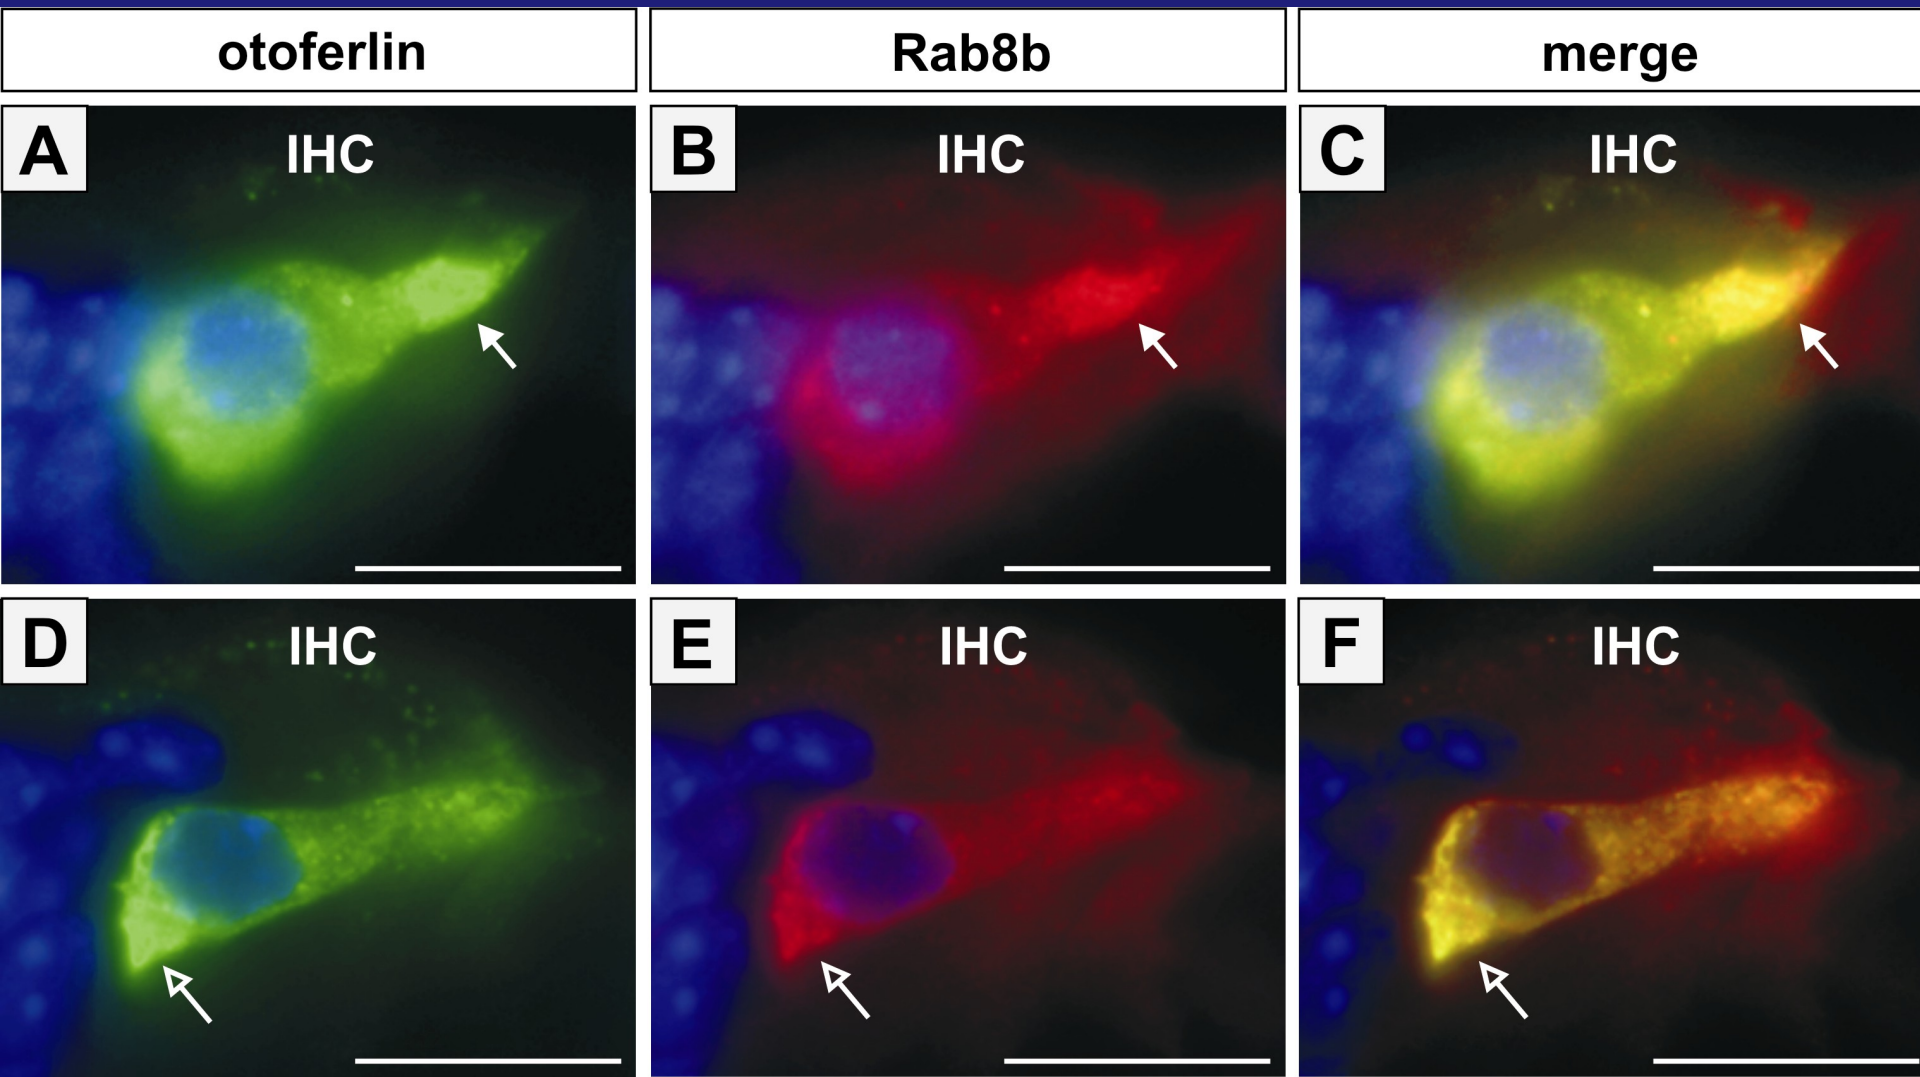 otoferlin
Rab8b
merge
A
IHC
B
IHC
C
IHC
D
IHC
E
IHC
F
IHC